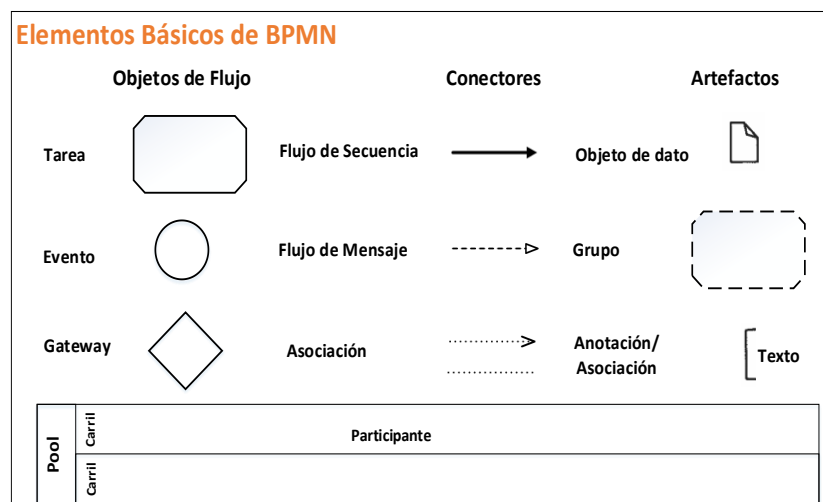 Elementos Básicos de BPMN
Objetos de Flujo
Conectores
Artefactos
Tarea
Flujo de Secuencia
Objeto de dato
Evento
Flujo de Mensaje
Grupo
Gateway
Asociación
Anotación/
Asociación
Texto
Pool
Carril
Participante
Carril